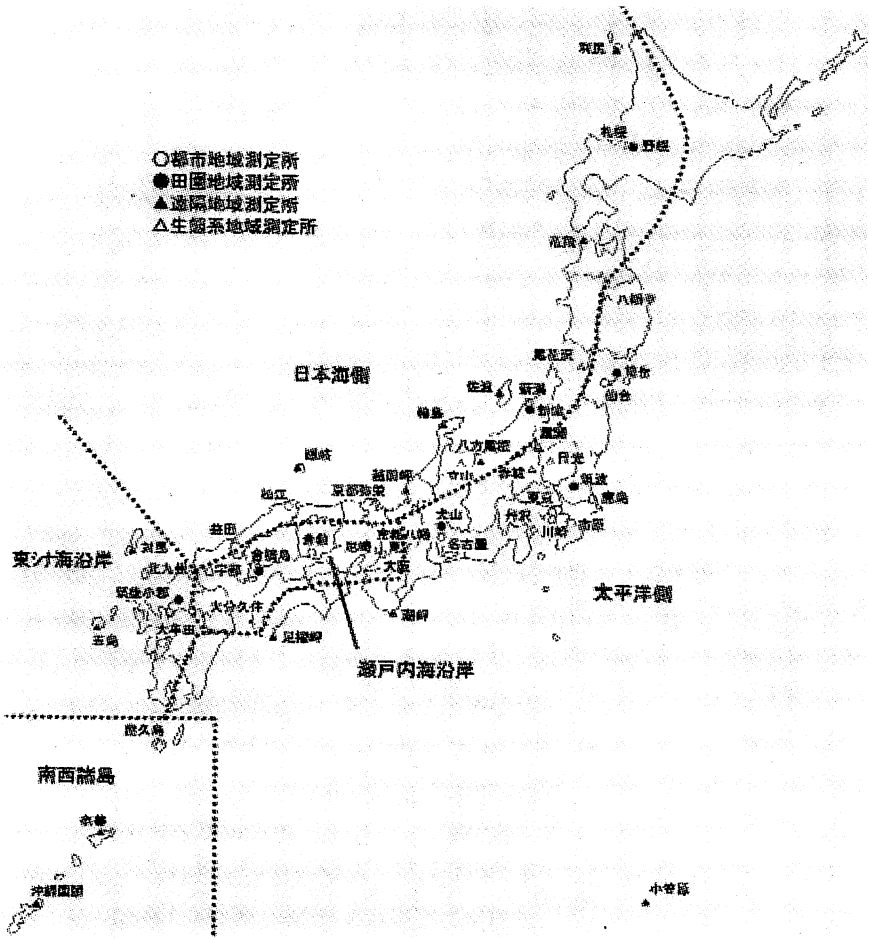 利尻
札幌
野幌
○都市地域測定所
●田園地域測定所
▲遠隔地域測定所
△生態系地域測定所
竜飛
八幡平
尾花沢
箟岳
仙台
日本海側
佐渡
新潟
新津
輪島
八方尾根
日光
立山
赤城
筑波
隠岐
越前岬
松江
京都弥栄
東京
鹿島
犬山
丹沢
市原
益田
倉敷
尼崎
京都八幡
川崎
名古屋
東シナ海沿岸
対馬
北九州
宇部
倉橋島
大阪
太平洋側
筑後小郡
大分久住
潮岬
五島
大牟田
足摺岬
瀬戸内海沿岸
屋久島
南西諸島
奄美
沖縄国頭
小笠原